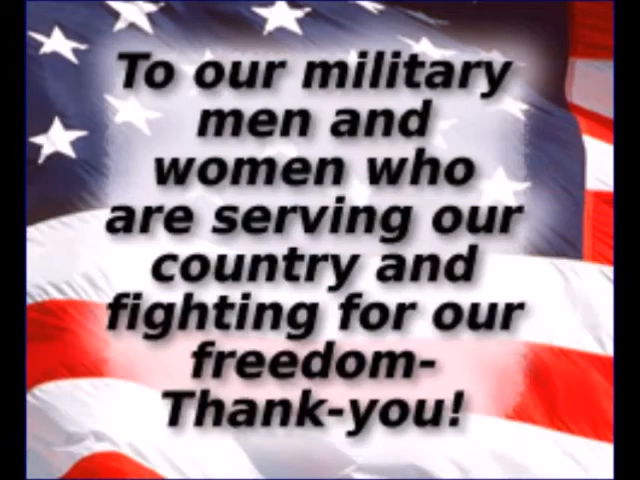 To our military
men and
women who
are serving our
country and
fighting for our
freedom-
Thank-you!